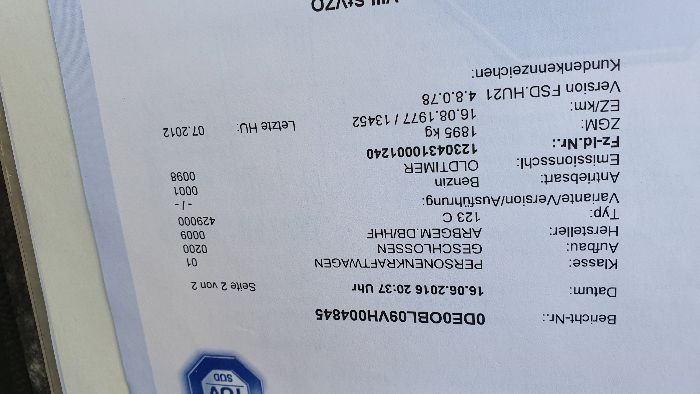 TÜV
SÜD
Bericht-Nr.: 0DE0OBL09VH004845
Datum: 16.06.2016 20:37 Uhr Seite 2 von 2
Klasse: PERSONENKRAFTWAGEN 01
Aufbau: GESCHLOSSEN 0200
Hersteller: ARBGEM.DB/HHF 0009
Typ: 123 C 429000
Variante/Version/Ausführung: -/-
Antriebsart: Benzin 0001
Emissionsschl: OLDTIMER 0098
Fz-Id.Nr.: 12304310001240
ZGM: 1895 kg
EZ/km: 16.08.1977 / 13452 Letzte HU: 07.2012
Version FSD.HU21 4.8.0.78
Kundenkennzeichen:
VIII StVZO